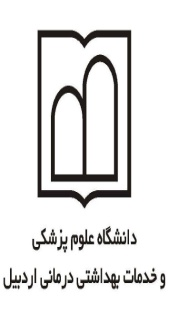 دانشگاه علوم پزشکی
و خدمات بهداشتی درمانی اردبیل